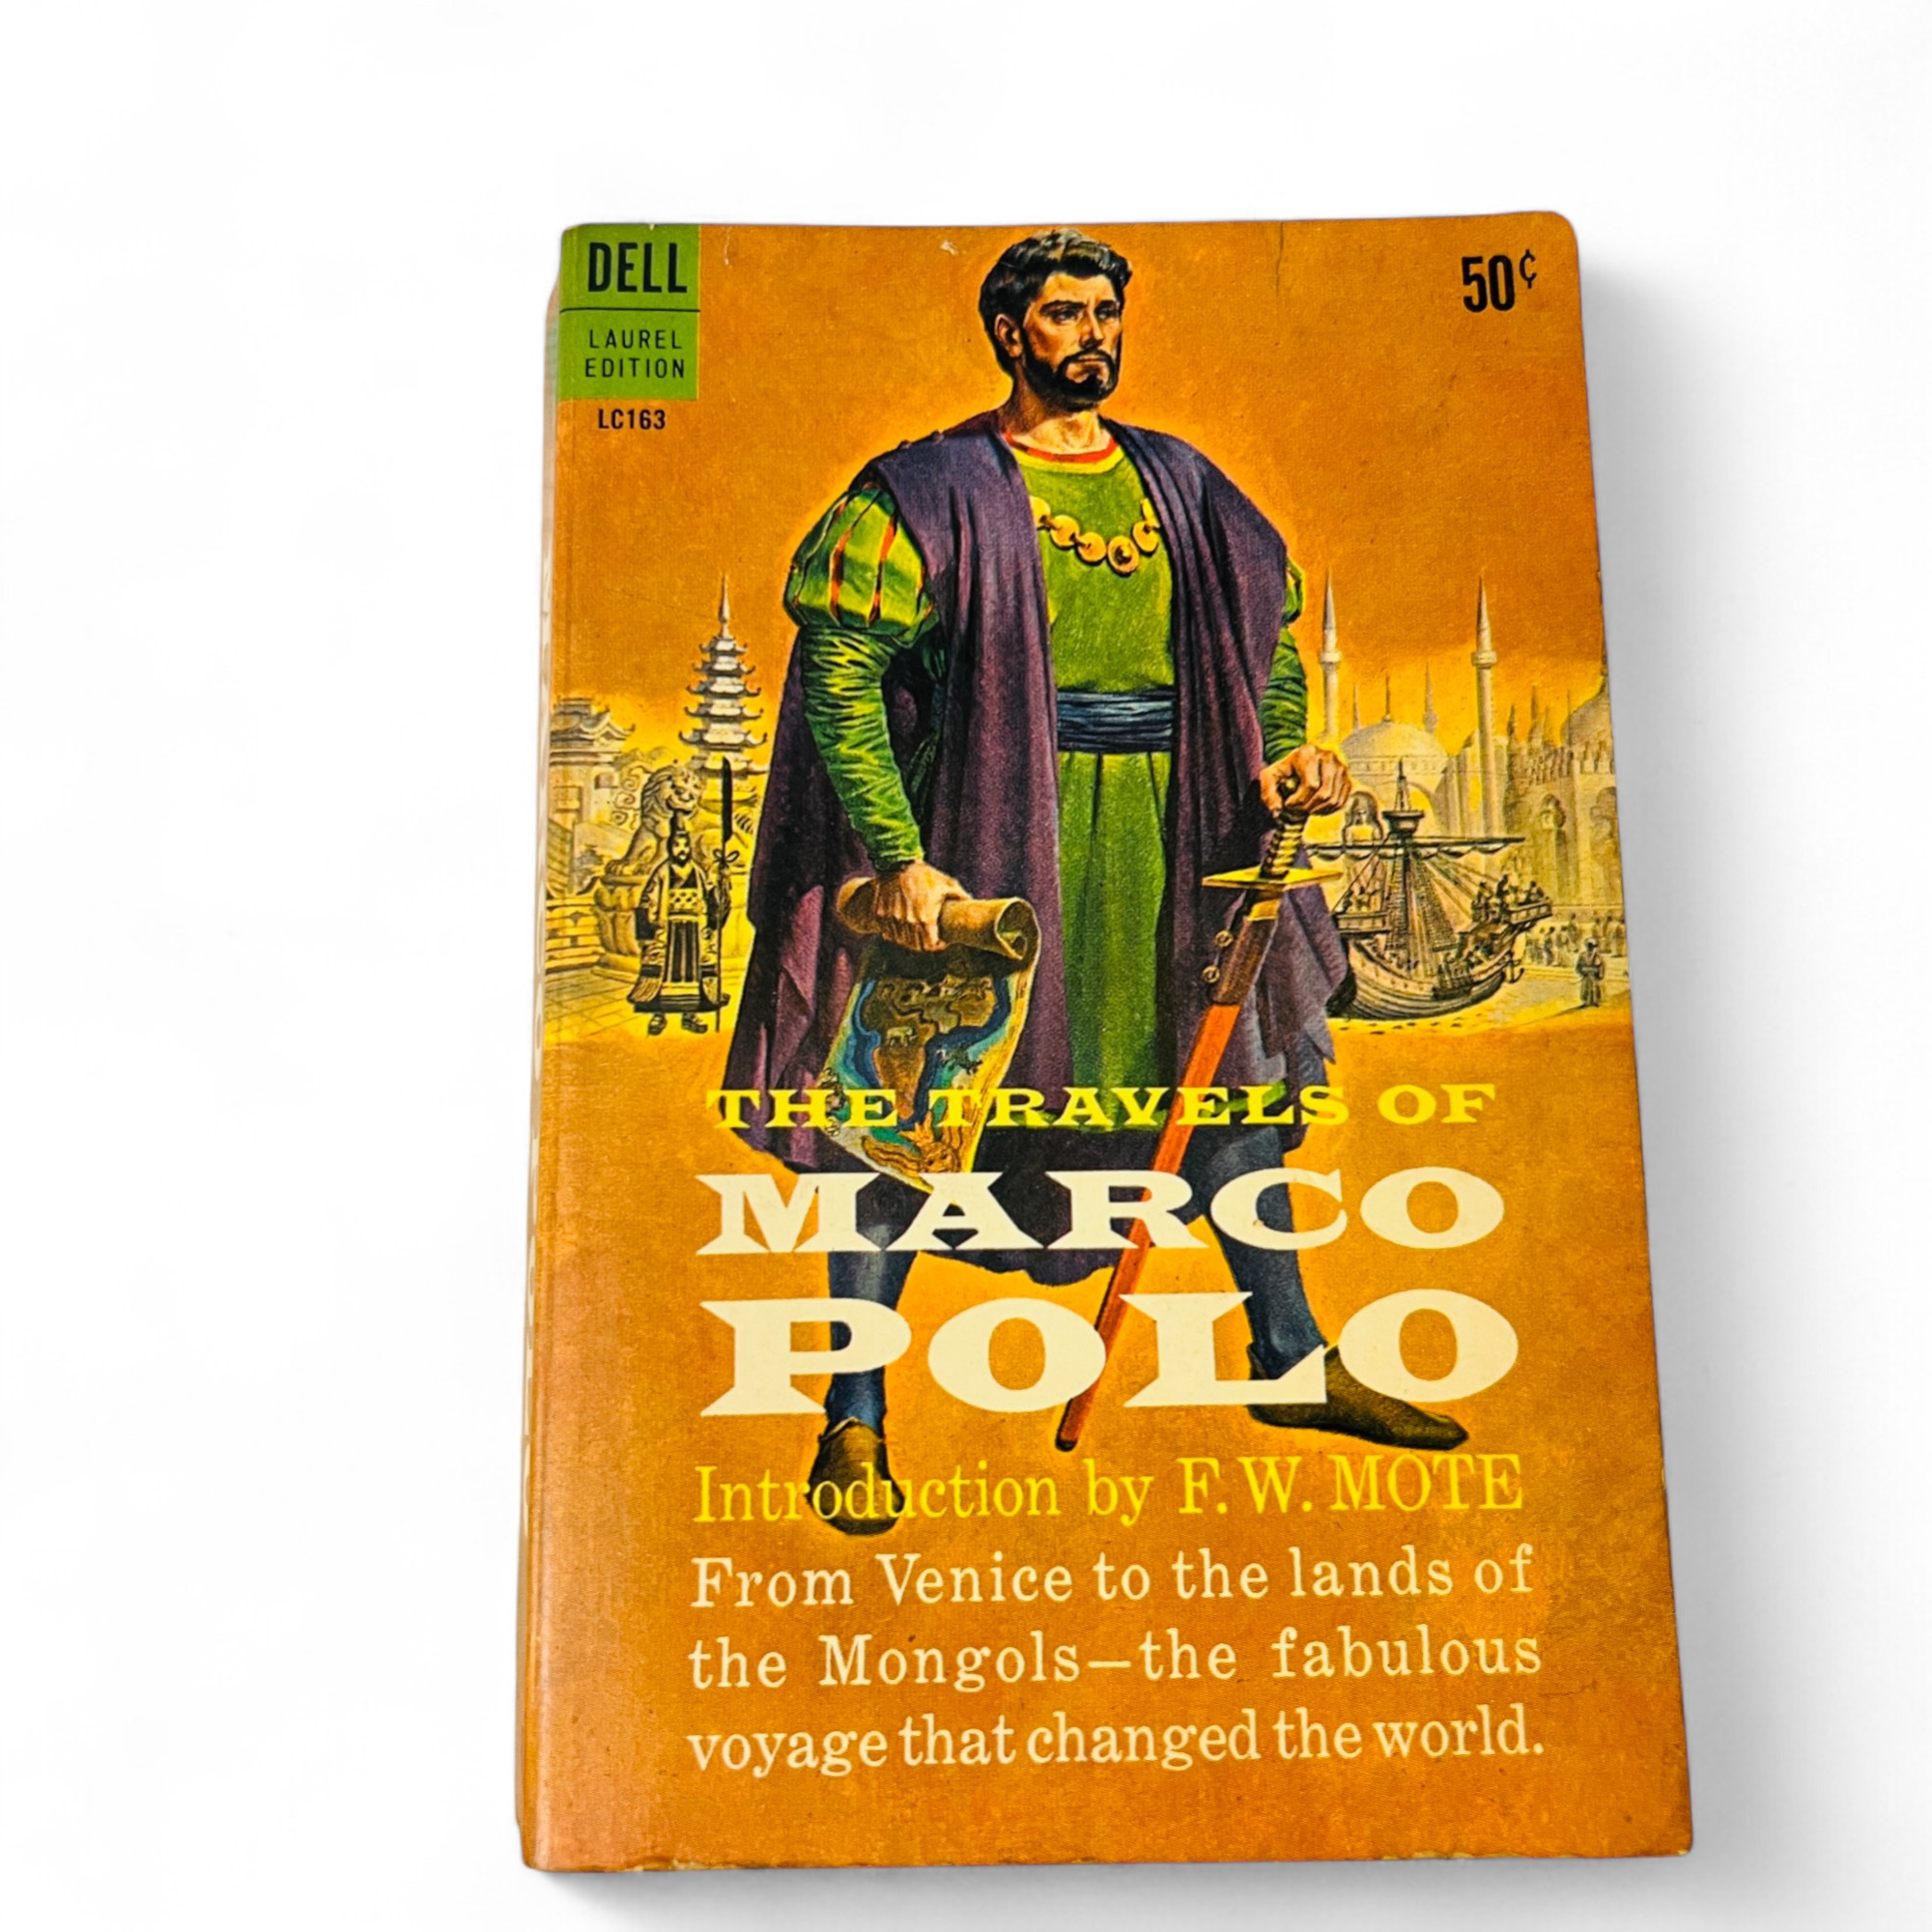 DELL
LAUREL
EDITION
LC163
50¢
THE TRAVELS OF
MARCO
POLO
Introduction by F. W. MOTE
From Venice to the lands of
the Mongols—the fabulous
voyage that changed the world.